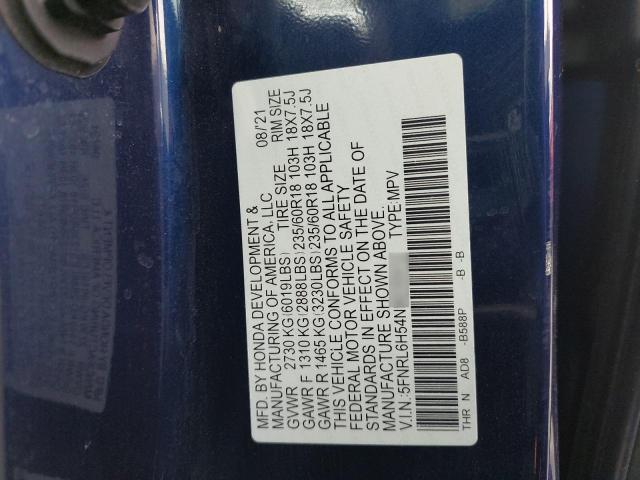 MFD. BY HONDA DEVELOPMENT &
MANUFACTURING OF AMERICA, LLC 08/'21
GVWR 2730 KG(6019LBS) TIRE SIZE RIM SIZE
GAWR F 1310 KG(2888LBS)235/60R18 103H 18X7.5J
GAWR R 1465 KG(3230LBS)235/60R18 103H 18X7.5J
THIS VEHICLE CONFORMS TO ALL APPLICABLE
FEDERAL MOTOR VEHICLE SAFETY
STANDARDS IN EFFECT ON THE DATE OF
MANUFACTURE SHOWN ABOVE.
V.I.N.:5FNRL6H54N TYPE:MPV
THR N AD8 -B588P -B -B